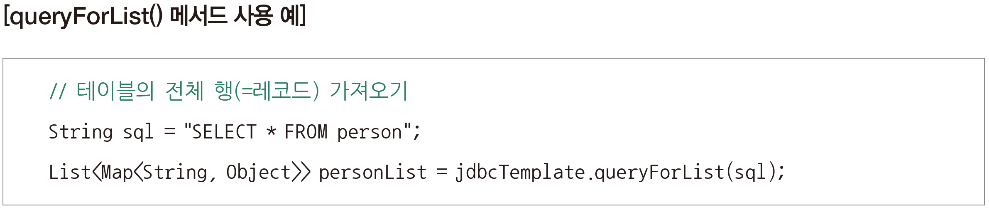 [queryForList() 메서드 사용 예]
// 테이블의 전체 행(=레코드) 가져오기
String sql = "SELECT * FROM person";
List<Map<String, Object>> personList = jdbcTemplate.queryForList(sql);